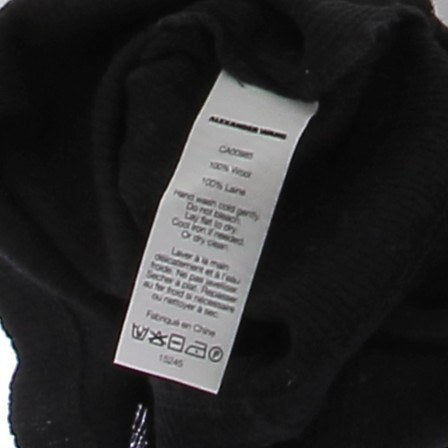 ALEXANDER WANG
100% Wool
100% Laine
Hand wash cold gently.
Do not bleach.
Lay flat to dry.
Cool iron if needed.
Or dry clean.
Laver à la main
délicatement et à l'eau
froide. Ne pas javelliser.
Sécher à plat. Repasser
au fer froid si nécessaire
ou nettoyer à sec.
Fabriqué en Chine
15245